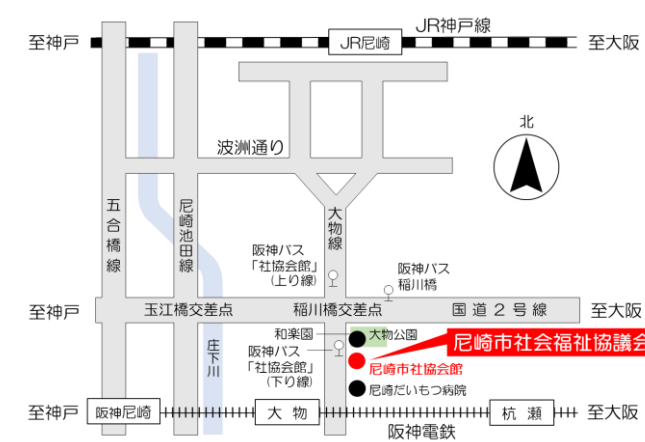 JR神戸線
至神戸
JR尼崎
至大阪
北
波洲通り
五合橋線
尼崎池田線
大物線
阪神バス
「社協会館」
(上り線)
阪神バス
稲川橋
至神戸
玉江橋交差点
稲川橋交差点
国道2号線
至大阪
和楽園
大物公園
尼崎市社会福祉協議会
庄下川
阪神バス
「社協会館」
(下り線)
尼崎市社協会館
尼崎だいもつ病院
至神戸
阪神尼崎
大物
杭瀬
至大阪
阪神電鉄